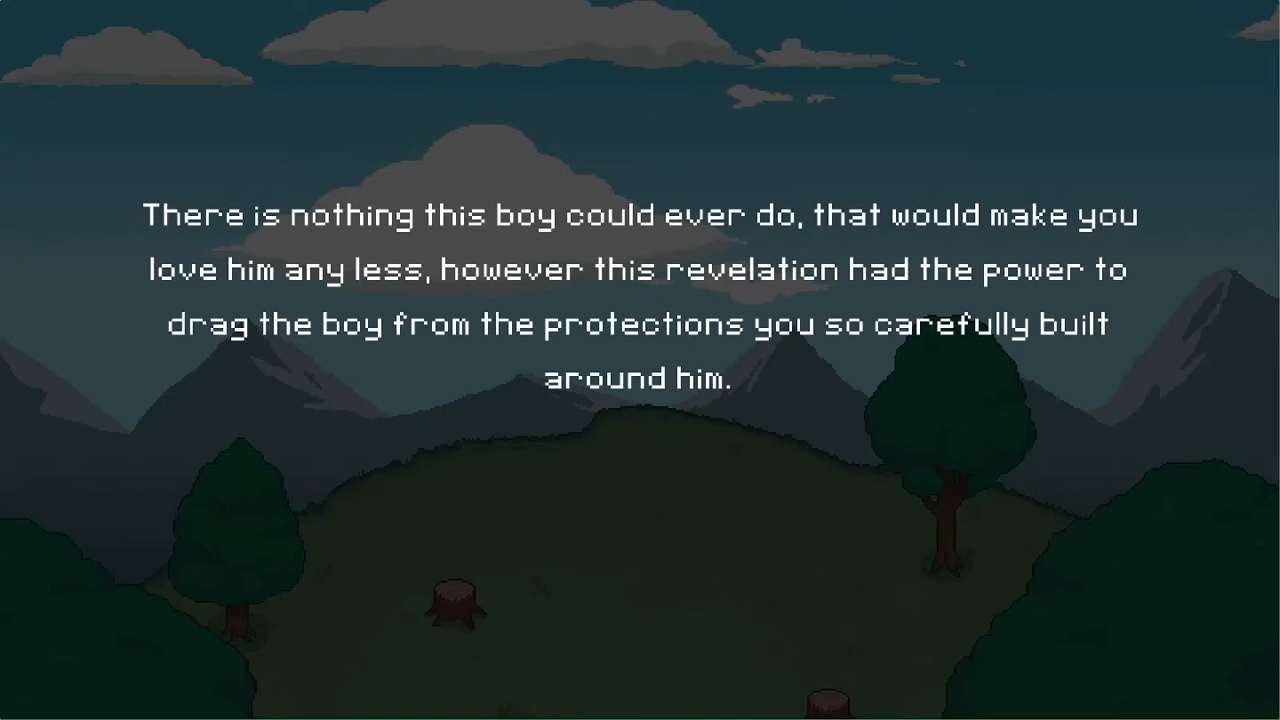 There is nothing this boy could ever do, that would make you
love him any less, however this revelation had the power to
drag the boy from the protections you so carefully built
around him.